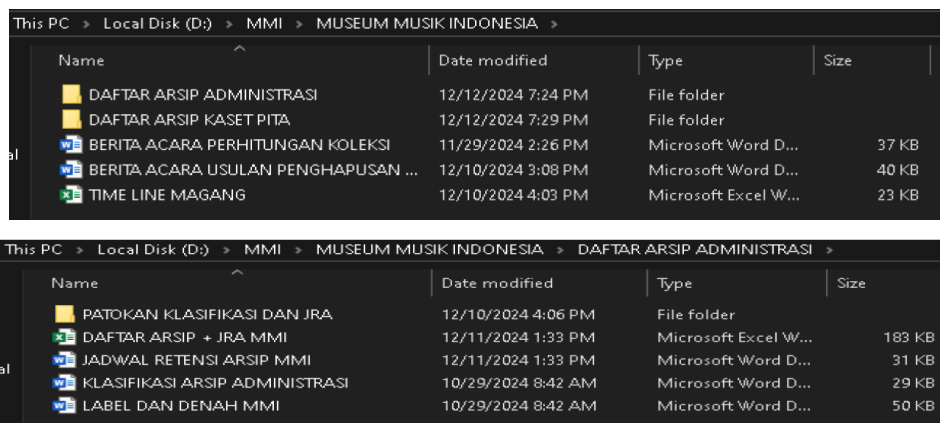 This PC > Local Disk (D:) > MMI > MUSEUM MUSIK INDONESIA >
Name Date modified Type Size
DAFTAR ARSIP ADMINISTRASI 12/12/2024 7:24 PM File folder
DAFTAR ARSIP KASET PITA 12/12/2024 7:29 PM File folder
al
BERITA ACARA PERHITUNGAN KOLEKSI 11/29/2024 2:26 PM Microsoft Word D... 37 KB
BERITA ACARA USULAN PENGHAPUSAN ... 12/10/2024 3:08 PM Microsoft Word D... 40 KB
TIME LINE MAGANG 12/10/2024 4:03 PM Microsoft Excel W... 23 KB
This PC > Local Disk (D:) > MMI > MUSEUM MUSIK INDONESIA > DAFTAR ARSIP ADMINISTRASI >
Name Date modified Type Size
PATOKAN KLASIFIKASI DAN JRA 12/10/2024 4:06 PM File folder
DAFTAR ARSIP + JRA MMI 12/11/2024 1:33 PM Microsoft Excel W... 183 KB
JADWAL RETENSI ARSIP MMI 12/11/2024 1:33 PM Microsoft Word D... 31 KB
al
KLASIFIKASI ARSIP ADMINISTRASI 10/29/2024 8:42 AM Microsoft Word D... 29 KB
LABEL DAN DENAH MMI 10/29/2024 8:42 AM Microsoft Word D... 50 KB